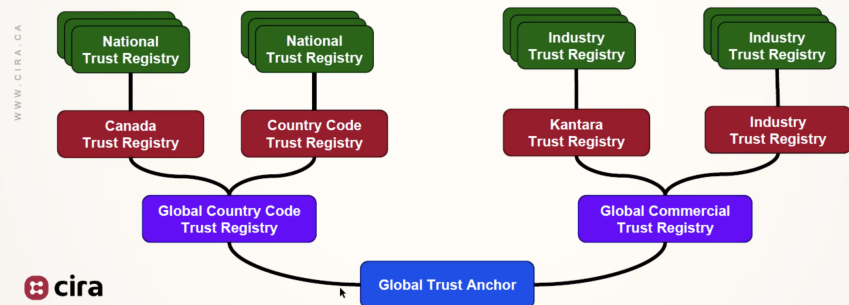 WWW.CIRA.CA
National
Trust Registry
National
Trust Registry
Industry
Trust Registry
Industry
Trust Registry
Canada
Trust Registry
Country Code
Trust Registry
Kantara
Trust Registry
Industry
Trust Registry
Global Country Code
Trust Registry
Global Commercial
Trust Registry
Global Trust Anchor
cira